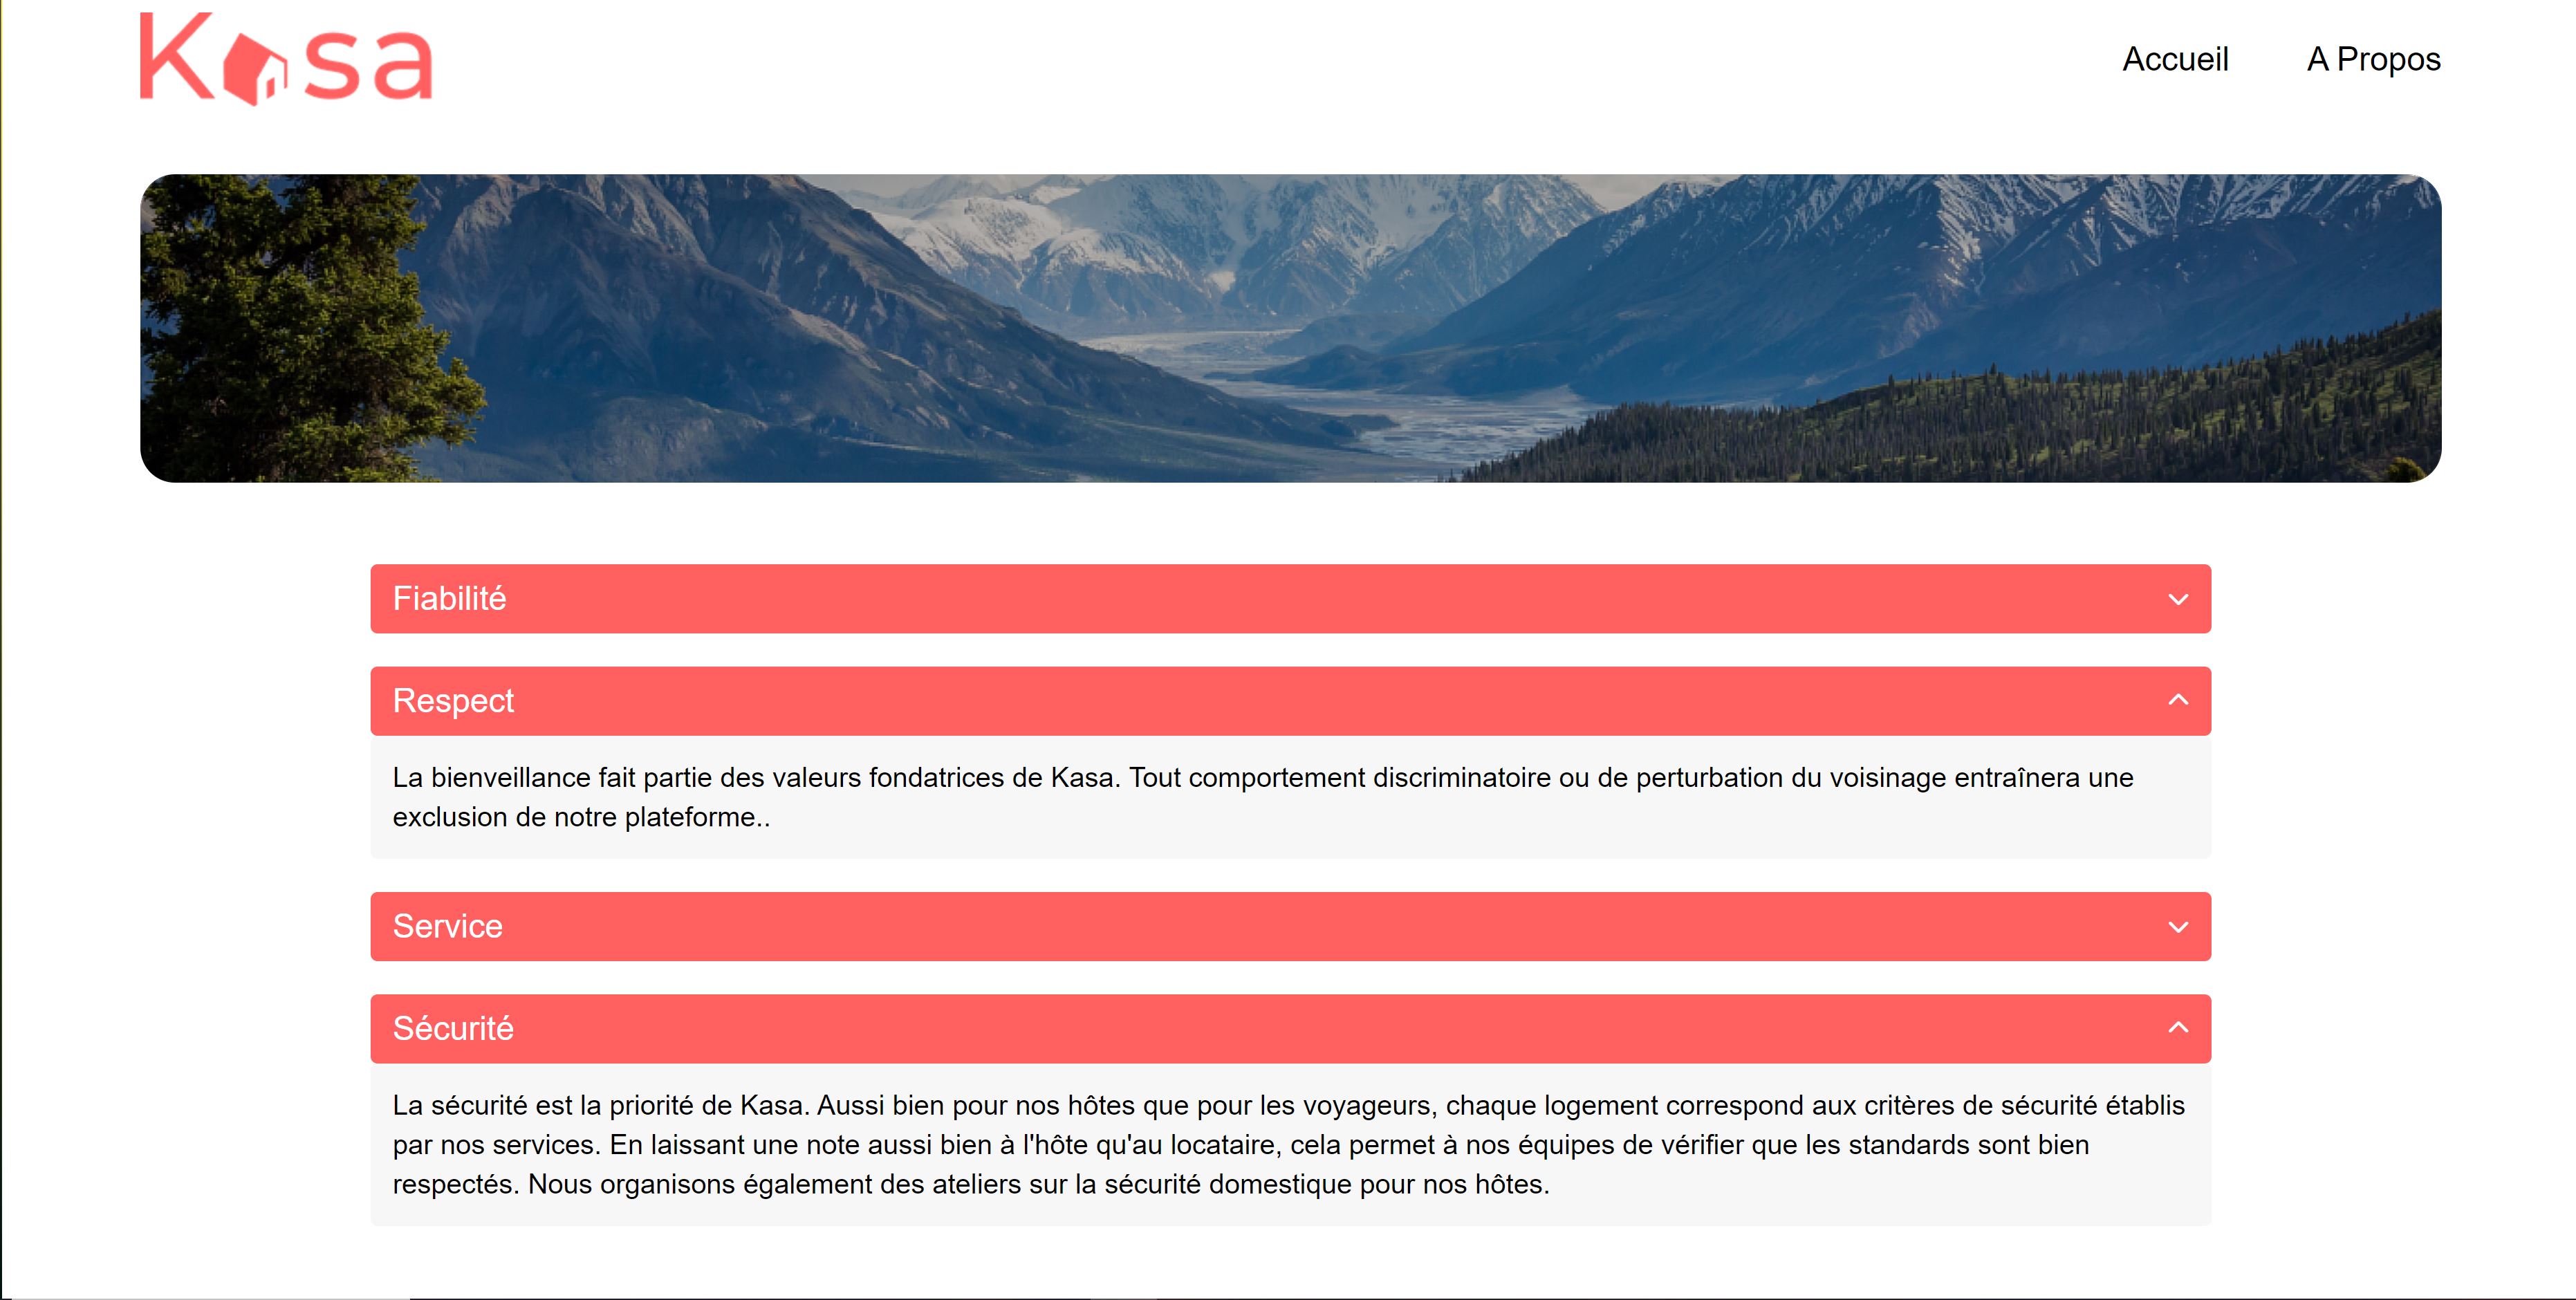 Kasa
Accueil
A Propos
Fiabilité
Respect
La bienveillance fait partie des valeurs fondatrices de Kasa. Tout comportement discriminatoire ou de perturbation du voisinage entraînera une
exclusion de notre plateforme..
Service
Sécurité
La sécurité est la priorité de Kasa. Aussi bien pour nos hôtes que pour les voyageurs, chaque logement correspond aux critères de sécurité établis
par nos services. En laissant une note aussi bien à l'hôte qu'au locataire, cela permet à nos équipes de vérifier que les standards sont bien
respectés. Nous organisons également des ateliers sur la sécurité domestique pour nos hôtes.